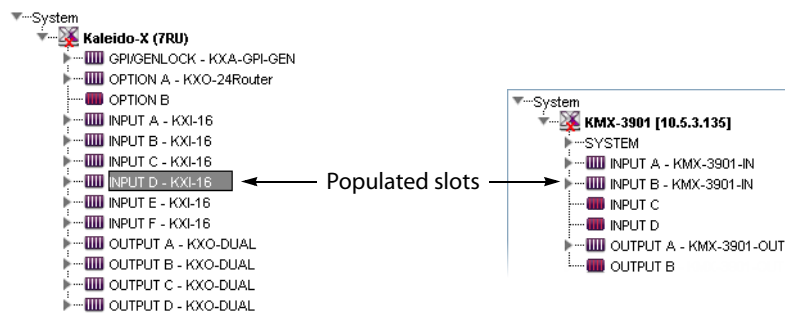 System
Kaleido-X (7RU)
GPI/GENLOCK - KXA-GPI-GEN
OPTION A - KXO-24Router
OPTION B
INPUT A - KXI-16
INPUT B - KXI-16
INPUT C - KXI-16
INPUT D - KXI-16
INPUT E - KXI-16
INPUT F - KXI-16
OUTPUT A - KXO-DUAL
OUTPUT B - KXO-DUAL
OUTPUT C - KXO-DUAL
OUTPUT D - KXO-DUAL
Populated slots
System
KMX-3901 [10.5.3.135]
SYSTEM
INPUT A - KMX-3901-IN
INPUT B - KMX-3901-IN
INPUT C
INPUT D
OUTPUT A - KMX-3901-OUT
OUTPUT B